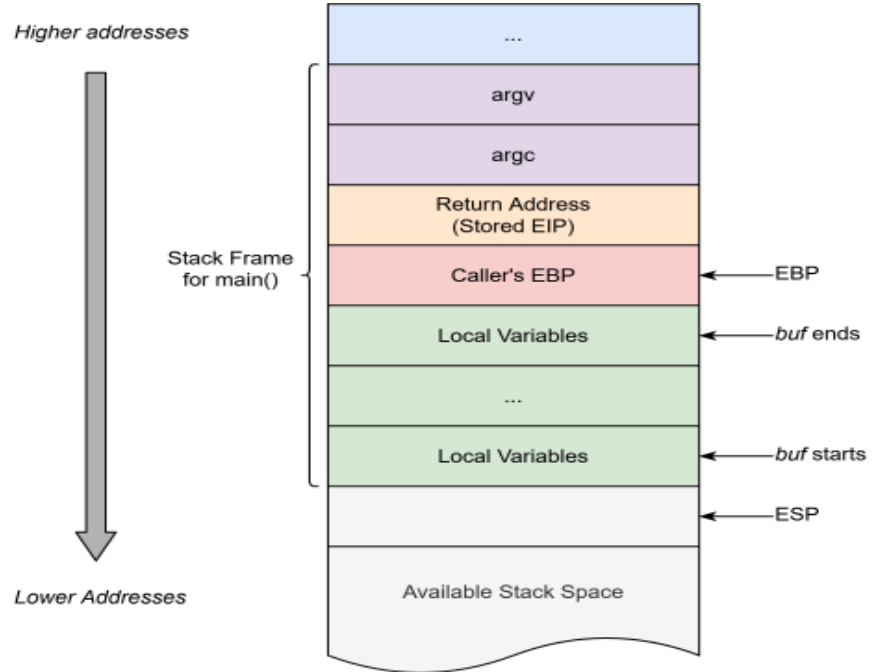 Higher addresses
...
argv
argc
Return Address
(Stored EIP)
Stack Frame
for main()
Caller's EBP
EBP
Local Variables
buf ends
...
Local Variables
buf starts
ESP
Available Stack Space
Lower Addresses